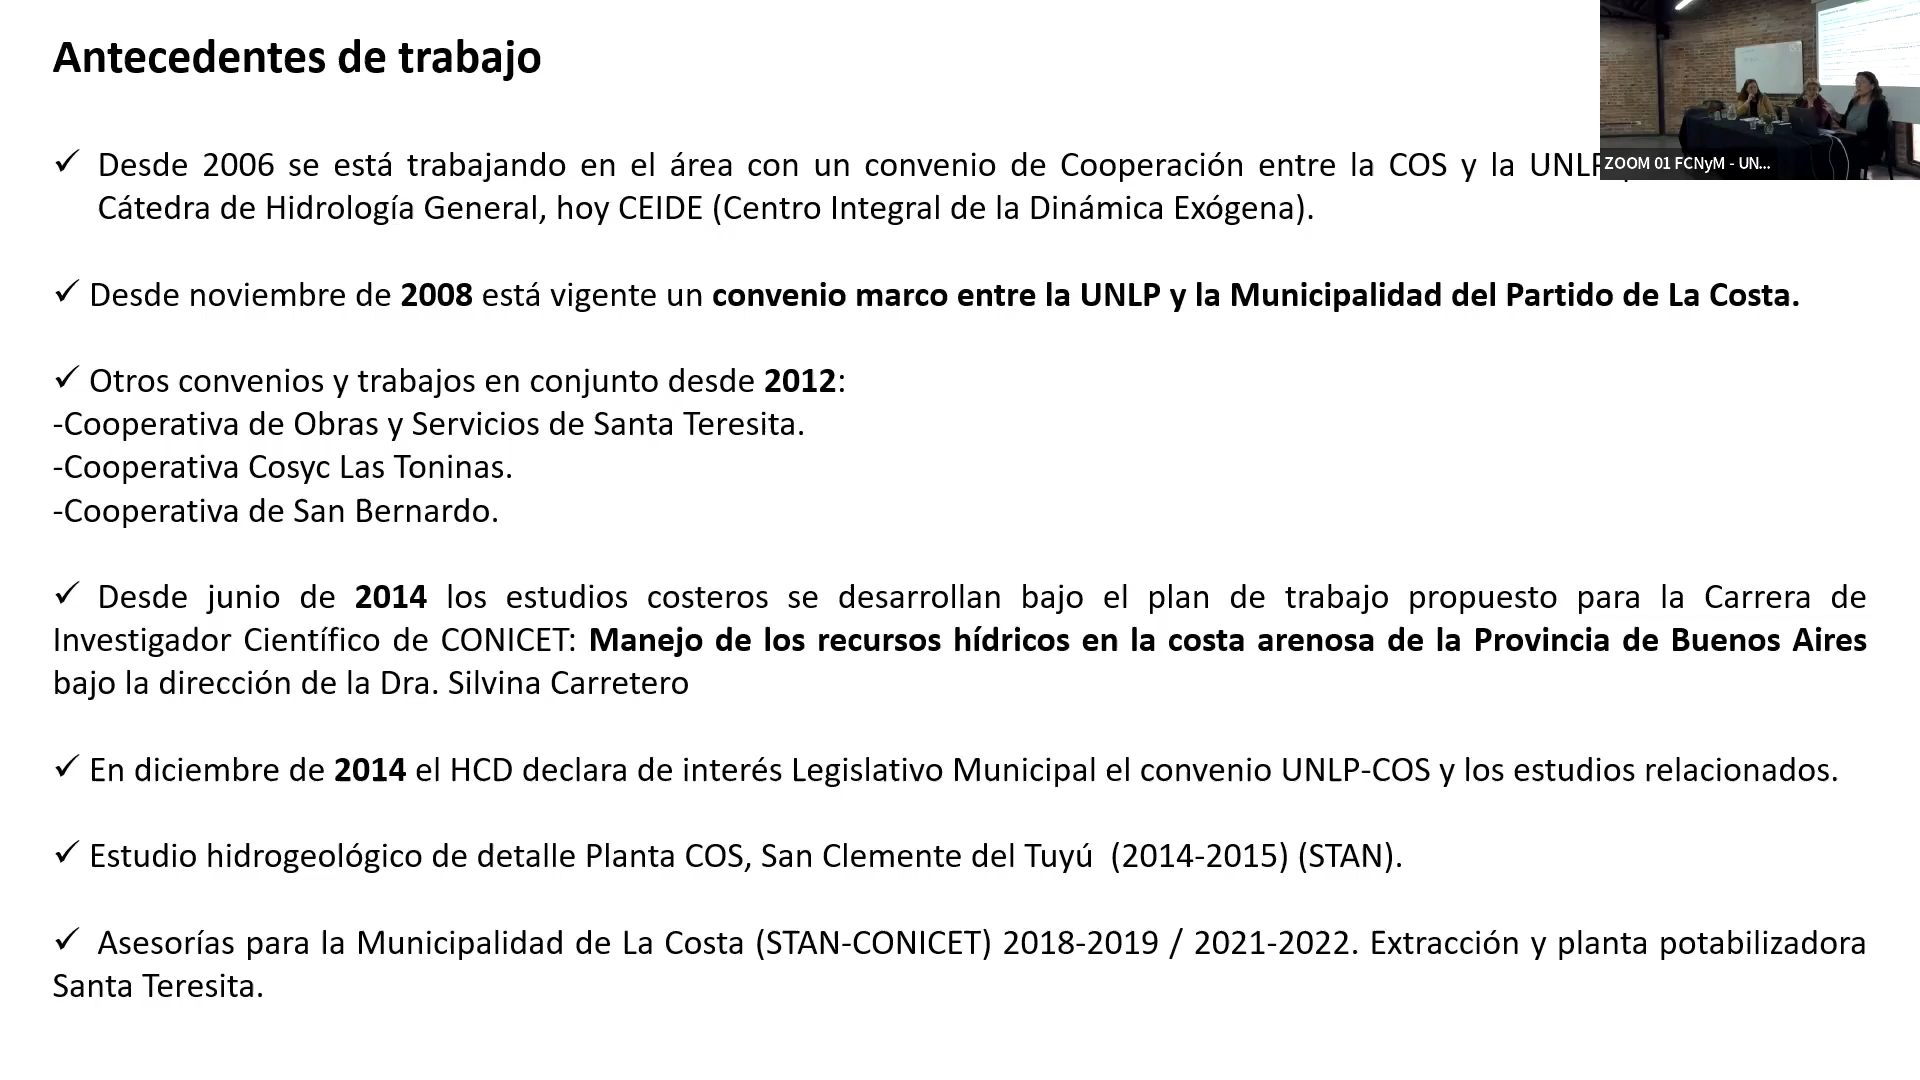 Antecedentes de trabajo
✓ Desde 2006 se está trabajando en el área con un convenio de Cooperación entre la COS y la UNLP
Cátedra de Hidrología General, hoy CEIDE (Centro Integral de la Dinámica Exógena).
✓ Desde noviembre de 2008 está vigente un convenio marco entre la UNLP y la Municipalidad del Partido de La Costa.
✓ Otros convenios y trabajos en conjunto desde 2012:
-Cooperativa de Obras y Servicios de Santa Teresita.
-Cooperativa Cosyc Las Toninas.
-Cooperativa de San Bernardo.
✓ Desde junio de 2014 los estudios costeros se desarrollan bajo el plan de trabajo propuesto para la Carrera de
Investigador Científico de CONICET: Manejo de los recursos hídricos en la costa arenosa de la Provincia de Buenos Aires
bajo la dirección de la Dra. Silvina Carretero
✓ En diciembre de 2014 el HCD declara de interés Legislativo Municipal el convenio UNLP-COS y los estudios relacionados.
✓ Estudio hidrogeológico de detalle Planta COS, San Clemente del Tuyú (2014-2015) (STAN).
✓ Asesorías para la Municipalidad de La Costa (STAN-CONICET) 2018-2019 / 2021-2022. Extracción y planta potabilizadora
Santa Teresita.
ZOOM 01 FCNyM - UN...